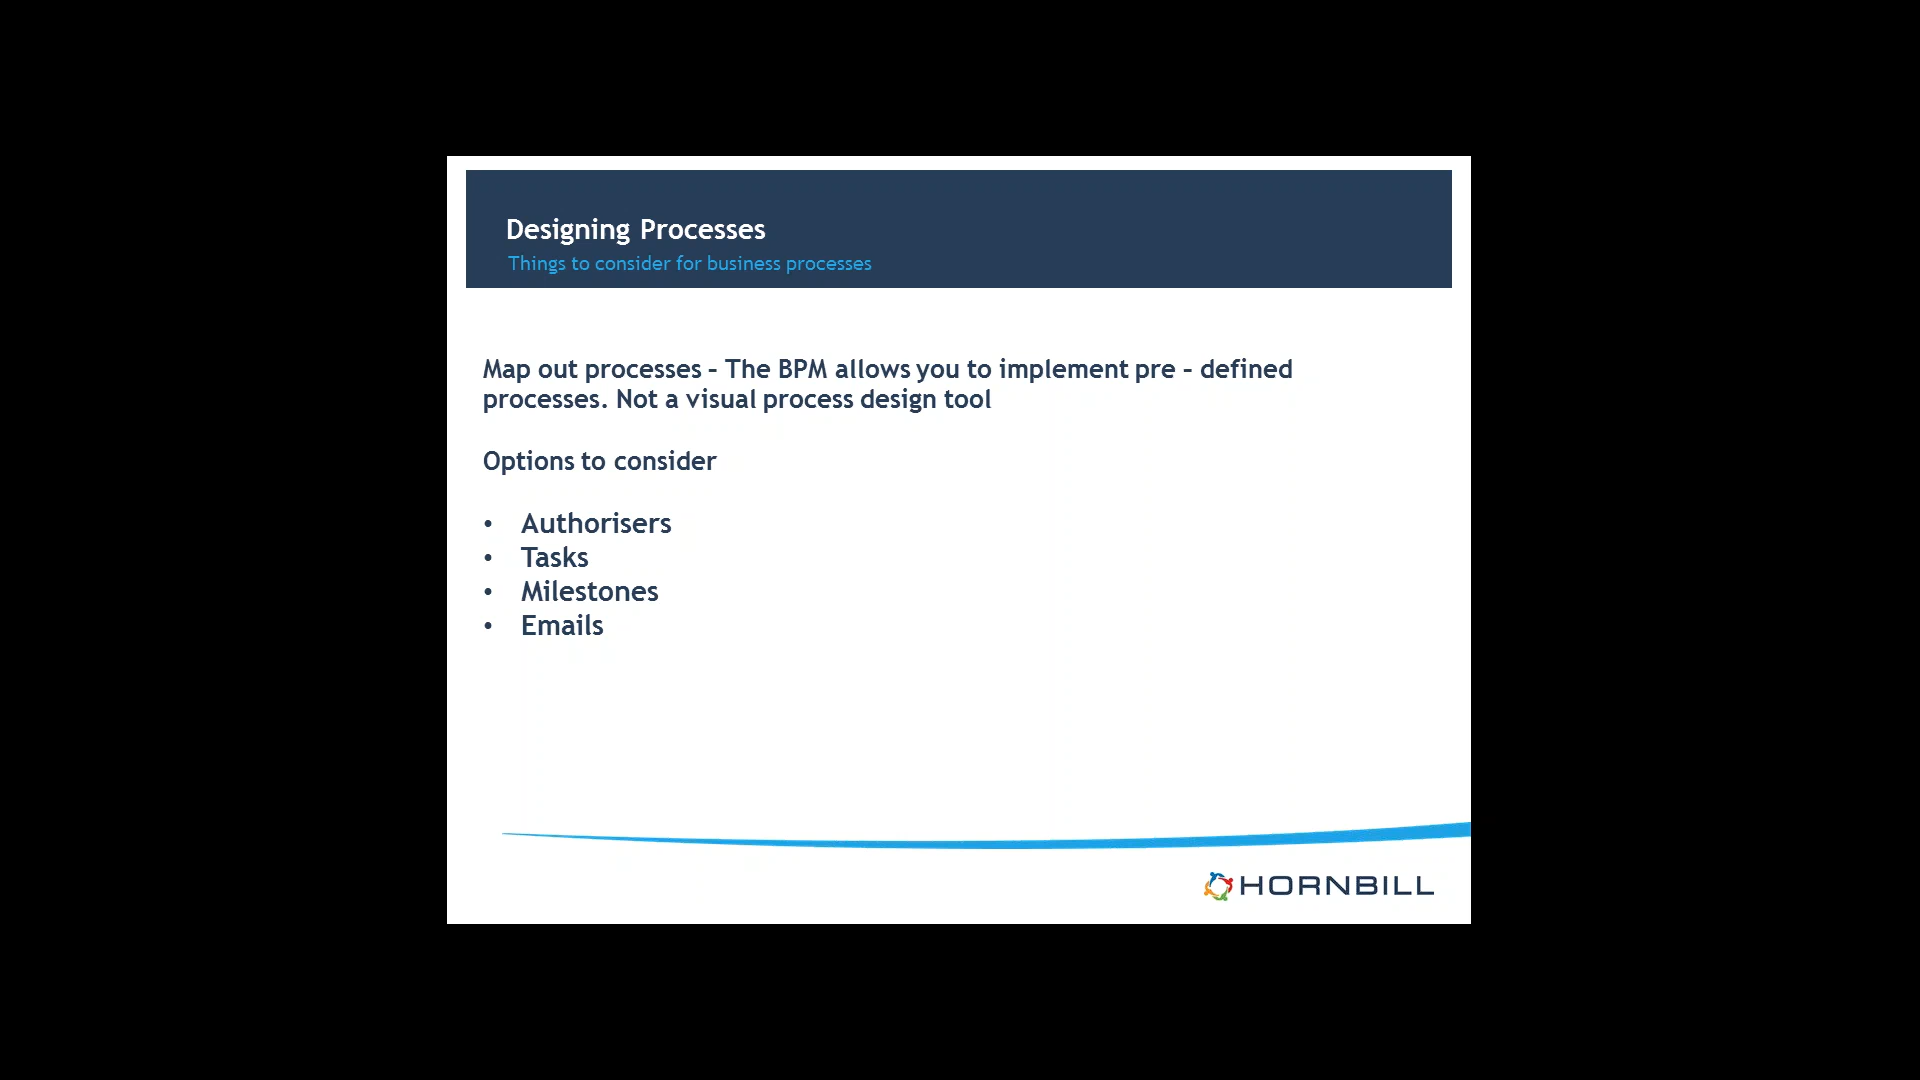 Designing Processes
Things to consider for business processes
Map out processes – The BPM allows you to implement pre – defined
processes. Not a visual process design tool
Options to consider
• Authorisers
• Tasks
• Milestones
• Emails
HORNBILL